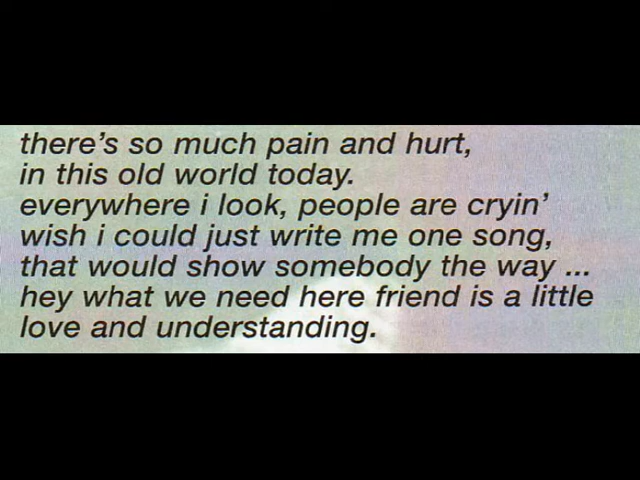 there's so much pain and hurt,
in this old world today.
everywhere i look, people are cryin'
wish i could just write me one song,
that would show somebody the way ...
hey what we need here friend is a little
love and understanding.